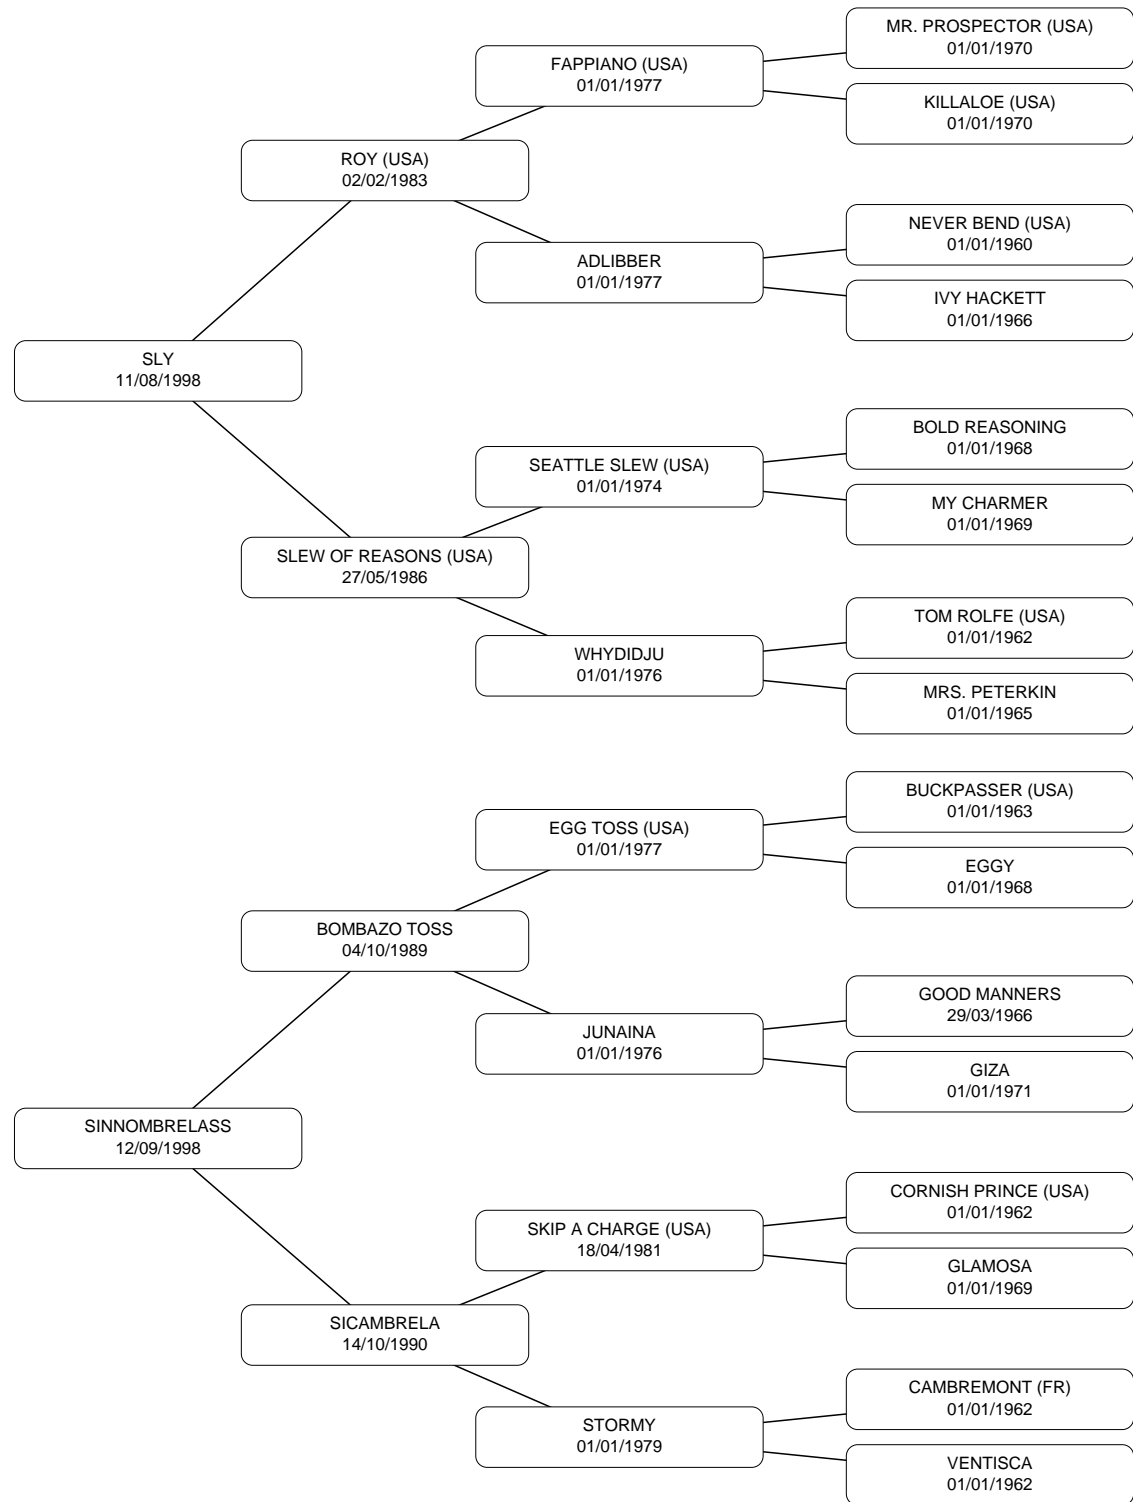 MR. PROSPECTOR (USA)
01/01/1970
FAPPIANO (USA)
01/01/1977
KILLALOE (USA)
01/01/1970
ROY (USA)
02/02/1983
NEVER BEND (USA)
01/01/1960
ADLIBBER
01/01/1977
IVY HACKETT
01/01/1966
SLY
11/08/1998
BOLD REASONING
01/01/1968
SEATTLE SLEW (USA)
01/01/1974
MY CHARMER
01/01/1969
SLEW OF REASONS (USA)
27/05/1986
TOM ROLFE (USA)
01/01/1962
WHYDIDJU
01/01/1976
MRS. PETERKIN
01/01/1965
BUCKPASSER (USA)
01/01/1963
EGG TOSS (USA)
01/01/1977
EGGY
01/01/1968
BOMBAZO TOSS
04/10/1989
GOOD MANNERS
29/03/1966
JUNAINA
01/01/1976
GIZA
01/01/1971
SINNOMBRELASS
12/09/1998
CORNISH PRINCE (USA)
01/01/1962
SKIP A CHARGE (USA)
18/04/1981
GLAMOSA
01/01/1969
SICAMBRELA
14/10/1990
CAMBREMONT (FR)
01/01/1962
STORMY
01/01/1979
VENTISCA
01/01/1962